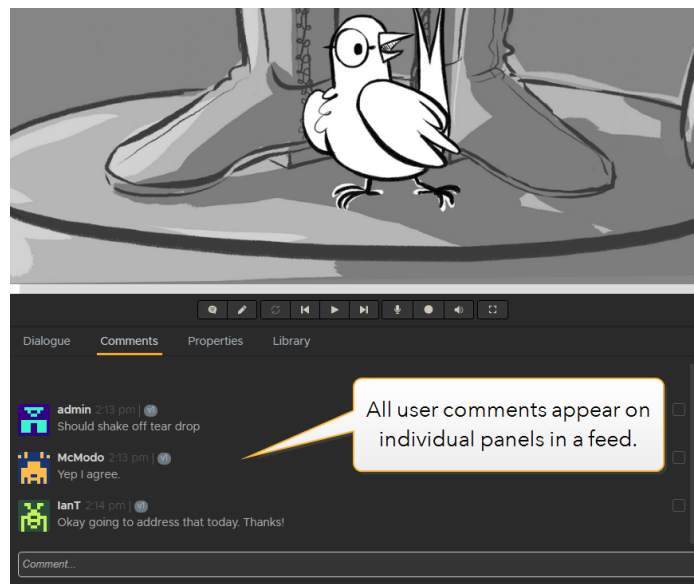 Dialogue Comments Properties Library
All user comments appear on
individual panels in a feed.
admin 2:13 pm | v1
Should shake off tear drop
McModo 2:13 pm | v1
Yep I agree.
IanT 2:14 pm | v1
Okay going to address that today. Thanks!
Comment...